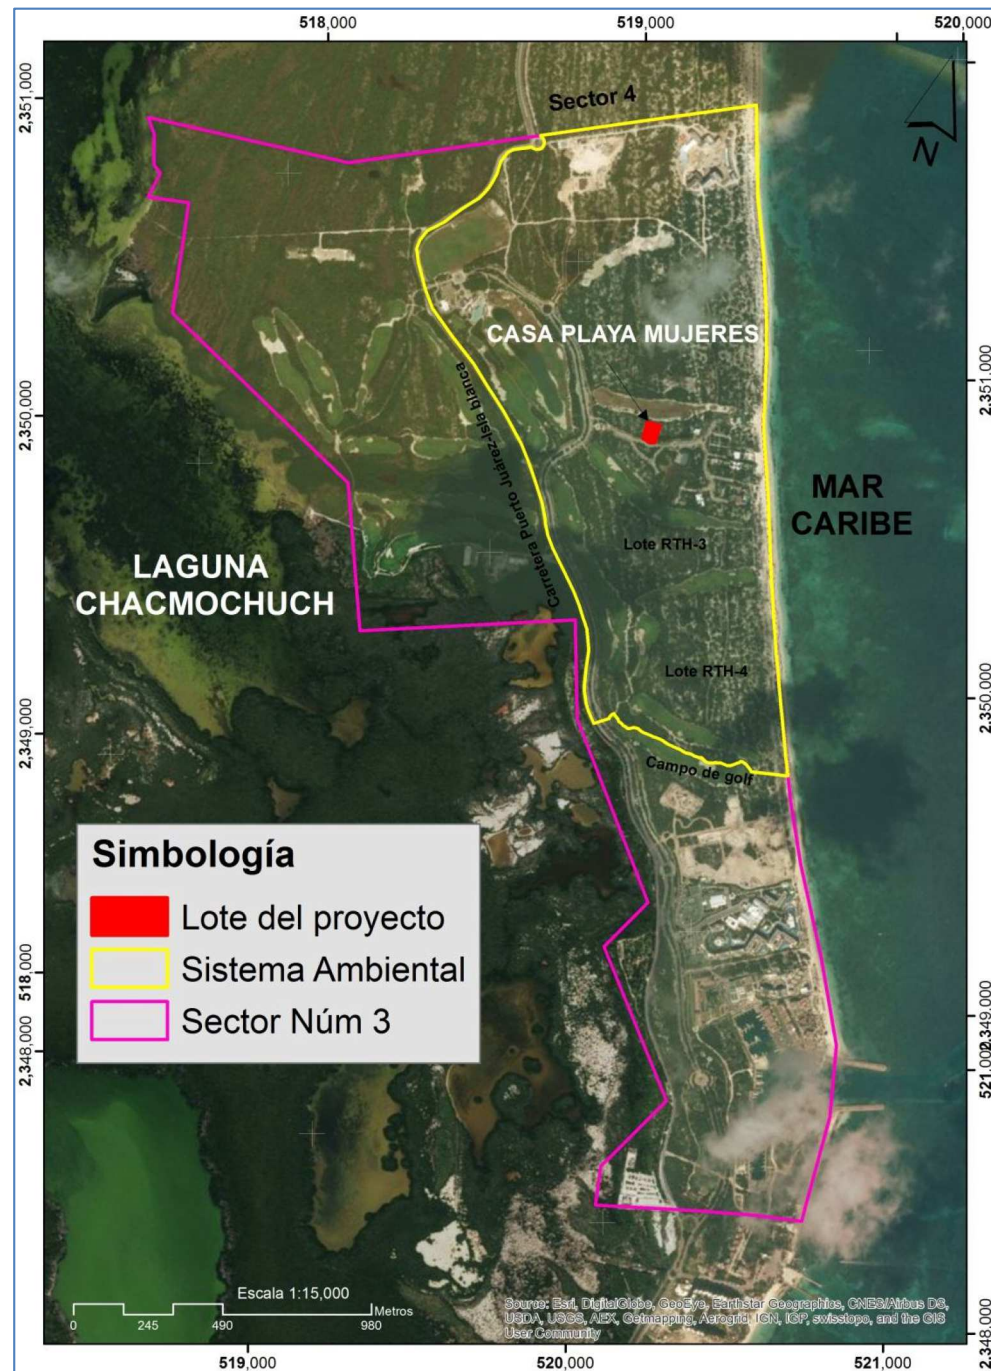 518,000
519,000
520,000
2,351,000
2,350,000
2,349,000
518,000
2,348,000
N
Sector 4
CASA PLAYA MUJERES
Carretera Puerto Juárez-Isla blanca
MAR
CARIBE
LAGUNA
CHACMOCHUCH
Lote RTH-3
Lote RTH-4
Campo de golf
Simbología
Lote del proyecto
Sistema Ambiental
Sector Núm 3
2,351,000
2,350,000
2,349,000
521,000
2,348,000
Escala 1:15,000
Metros
0 245 490 980
Source: Esri, DigitalGlobe, GeoEye, Earthstar Geographics, CNES/Airbus DS,
USDA, USGS, AEX, Getmapping, Aerogrid, IGN, IGP, swisstopo, and the GIS
User Community
519,000
520,000
521,000